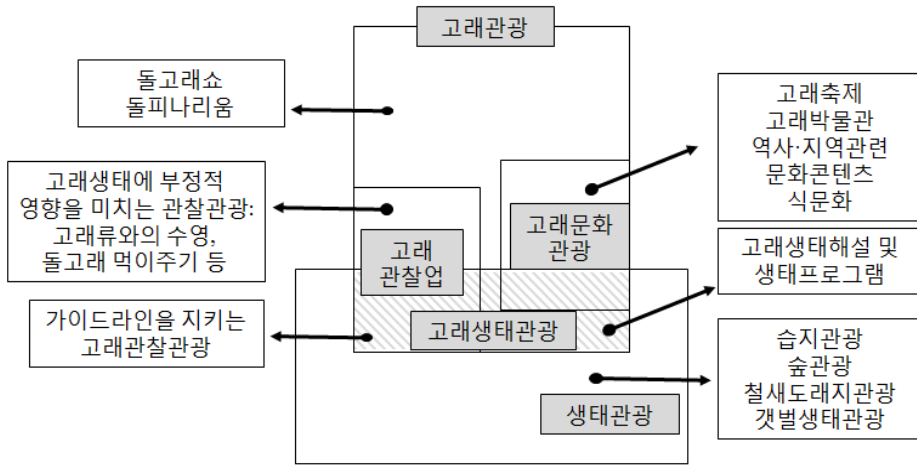 고래관광
돌고래쇼
돌피나리움
고래축제
고래박물관
역사·지역관련
문화콘텐츠
식문화
고래생태에 부정적
영향을 미치는 관찰관광:
고래류와의 수영,
돌고래 먹이주기 등
고래문화
관광
고래
관찰업
고래생태해설 및
생태프로그램
가이드라인을 지키는
고래관찰관광
고래생태관광
습지관광
숲관광
철새도래지관광
갯벌생태관광
생태관광